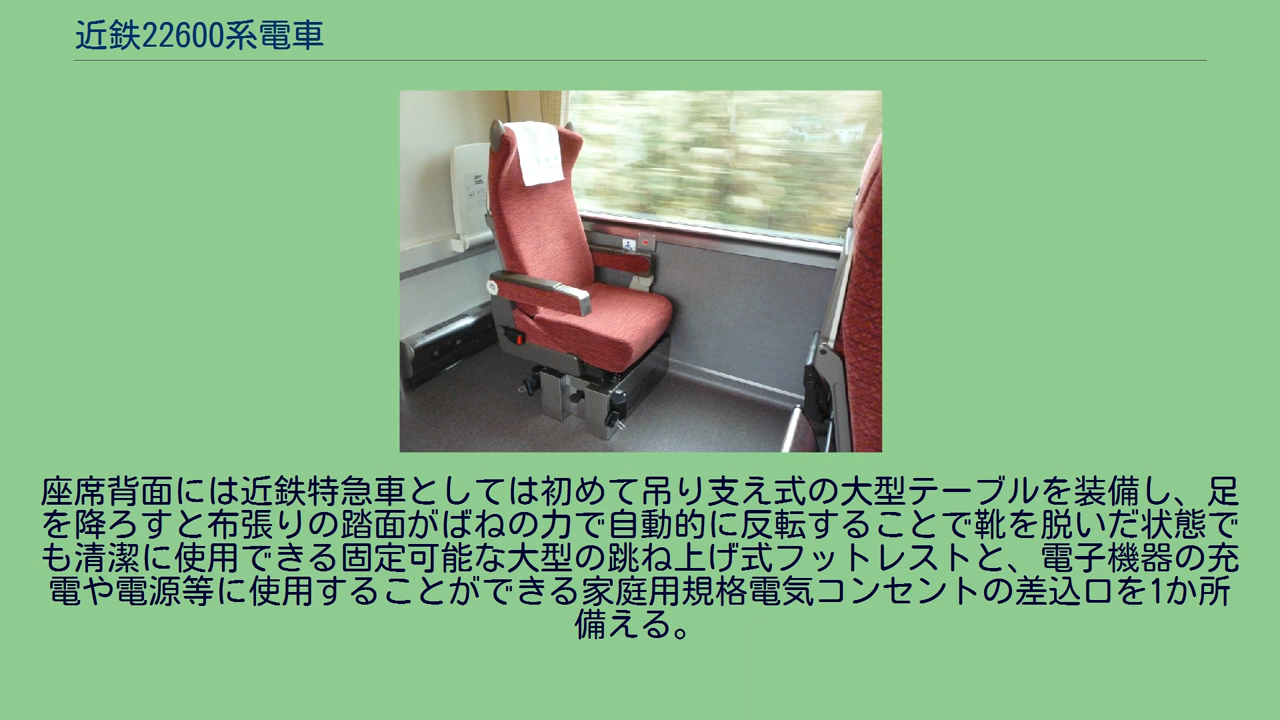 近鉄22600系電車
座席背面には近鉄特急車としては初めて吊り支え式の大型テーブルを装備し、足
を降ろすと布張りの踏面がばねの力で自動的に反転することで靴を脱いだ状態で
も清潔に使用できる固定可能な大型の跳ね上げ式フットレストと、電子機器の充
電や電源等に使用することができる家庭用規格電気コンセントの差込口を1か所
備える。